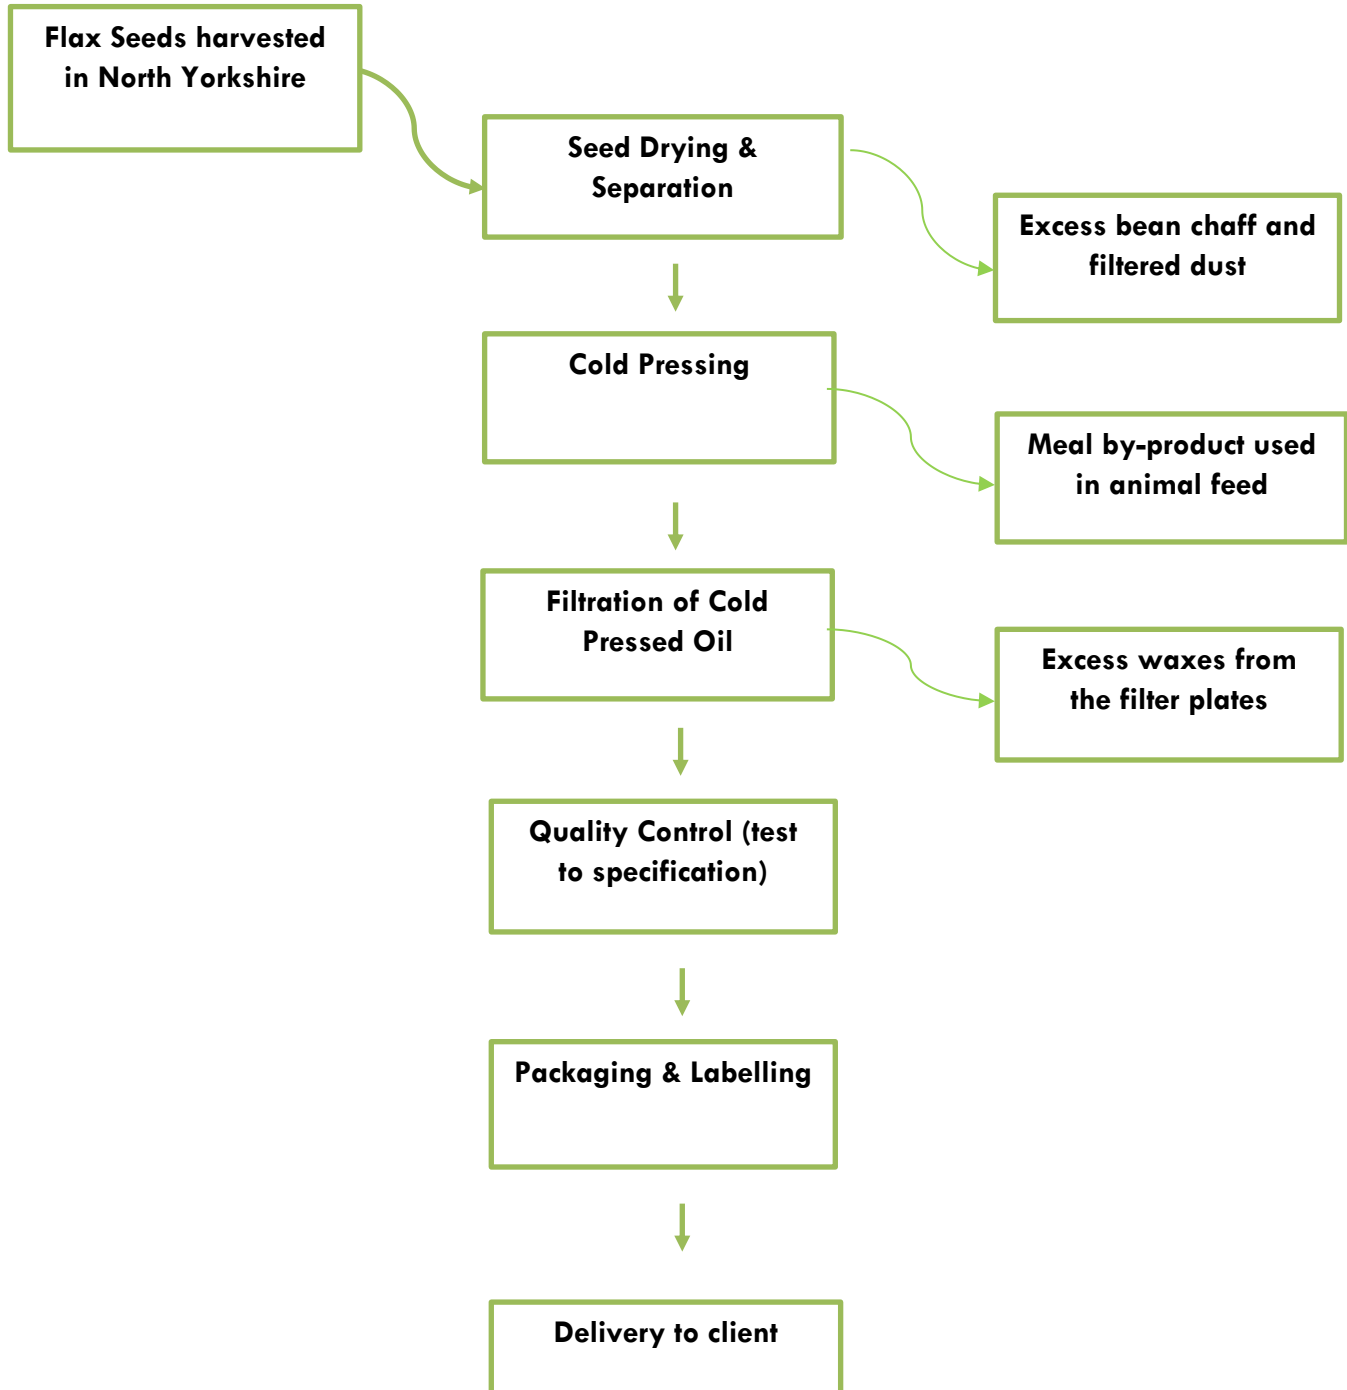 Flax Seeds harvested
in North Yorkshire
Seed Drying &
Separation
Excess bean chaff and
filtered dust
Cold Pressing
Meal by-product used
in animal feed
Filtration of Cold
Pressed Oil
Excess waxes from
the filter plates
Quality Control (test
to specification)
Packaging & Labelling
Delivery to client